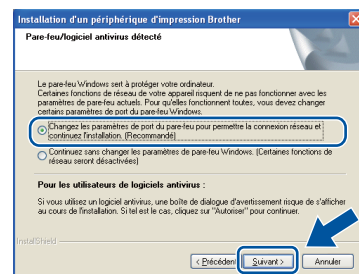 Installation d'un périphérique d'impression Brother
Pare-feu/logiciel antivirus détecté
Le pare-feu Windows sert à protéger votre ordinateur.
Certaines fonctions de réseau de votre appareil risquent de ne pas fonctionner avec les
paramètres de pare-feu actuels. Pour qu'elles fonctionnent toutes, vous devez changer
certains paramètres de port du pare-feu Windows.
Changez les paramètres de port du pare-feu pour permettre la connexion réseau et
continuez l'installation. (Recommandé)
Continuez sans changer les paramètres de pare-feu Windows. (Certaines fonctions de
réseau seront désactivées)
Pour les utilisateurs de logiciels antivirus :
Si vous utilisez un logiciel antivirus, une boîte de dialogue d'avertissement risque de s'afficher
au cours de l'installation. Si tel est le cas, cliquez sur "Autoriser" pour continuer.
InstallShield
< Précédent
Suivant >
Annuler